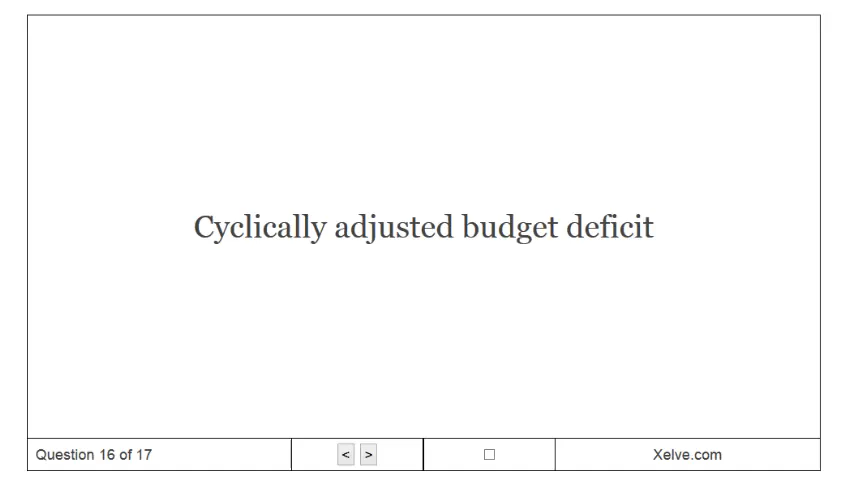 Cyclically adjusted budget deficit
Question 16 of 17
< >
Xelve.com